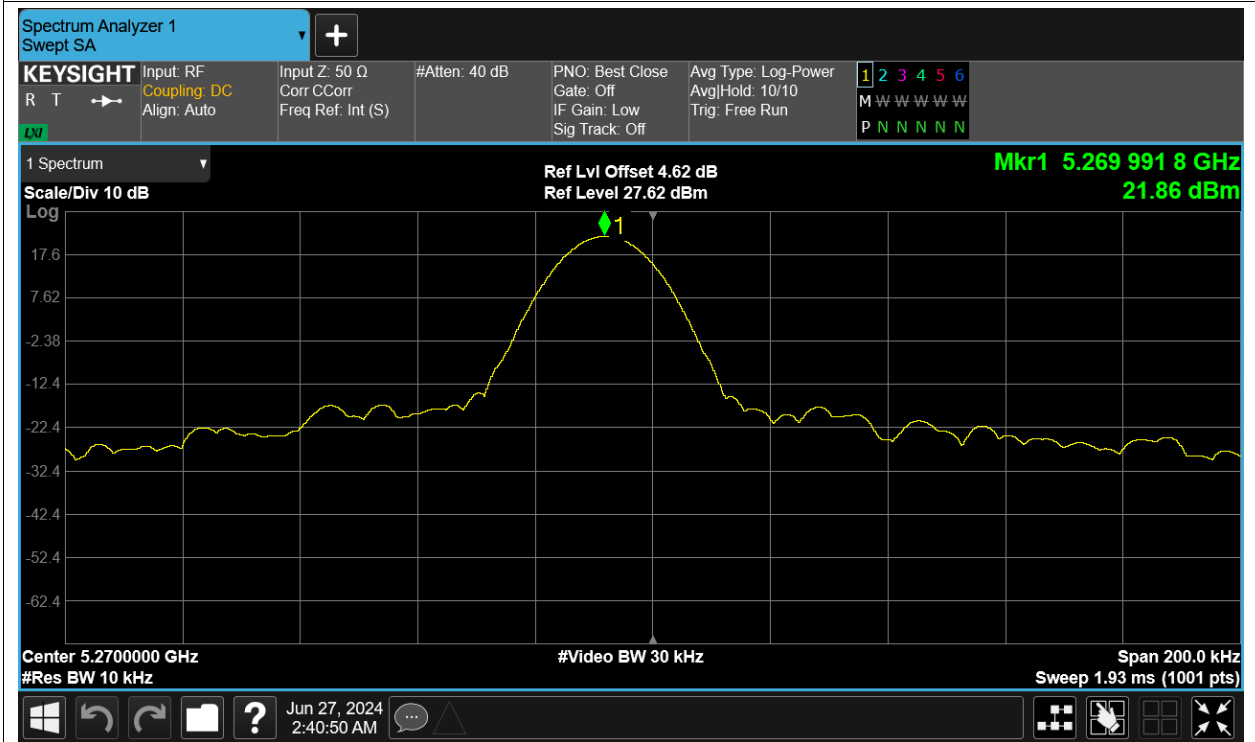 Spectrum Analyzer 1
Swept SA
+
KEYSIGHT
R T
LXI
Input: RF
Coupling: DC
Align: Auto
Input Z: 50 Ω
Corr CCorr
Freq Ref: Int (S)
#Atten: 40 dB
PNO: Best Close
Gate: Off
IF Gain: Low
Sig Track: Off
Avg Type: Log-Power
Avg|Hold: 10/10
Trig: Free Run
1 2 3 4 5 6
M W W W W W
P N N N N N
1 Spectrum
Scale/Div 10 dB
Log
Ref Lvl Offset 4.62 dB
Ref Level 27.62 dBm
Mkr1 5.269 991 8 GHz
21.86 dBm
1
17.6
7.62
-2.38
-12.4
-22.4
-32.4
-42.4
-52.4
-62.4
Center 5.2700000 GHz
#Res BW 10 kHz
#Video BW 30 kHz
Span 200.0 kHz
Sweep 1.93 ms (1001 pts)
?
Jun 27, 2024
2:40:50 AM